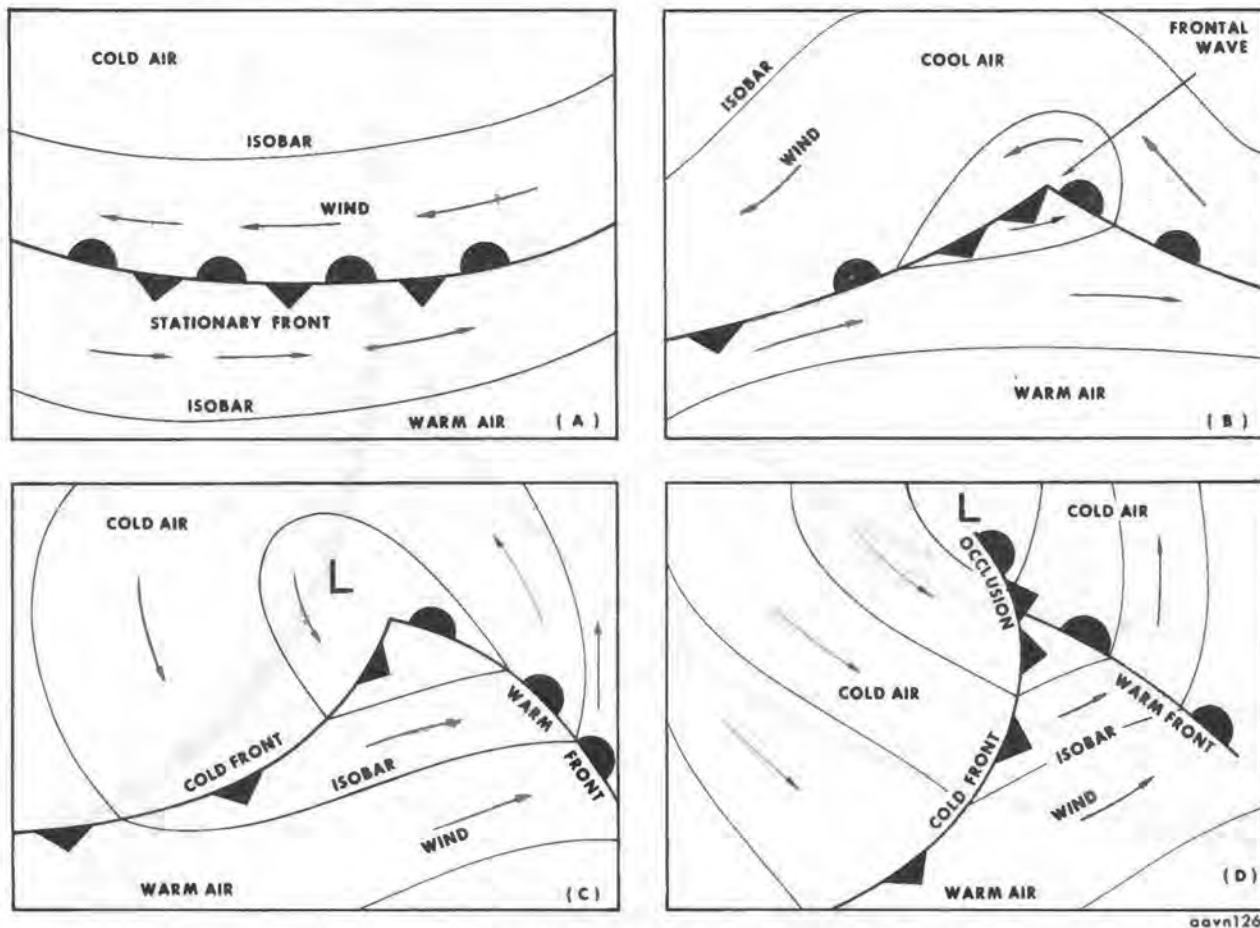 COLD AIR
ISOBAR
WIND
STATIONARY FRONT
ISOBAR
WARM AIR
( A )
FRONTAL
WAVE
COOL AIR
ISOBAR
WIND
WARM AIR
( B )
COLD AIR
L
COLD FRONT
WARM
FRONT
ISOBAR
WIND
WARM AIR
( C )
L
COLD AIR
OCCLUSION
COLD AIR
WARM FRONT
ISOBAR
COLD FRONT
WIND
WARM AIR
( D )
aavn126